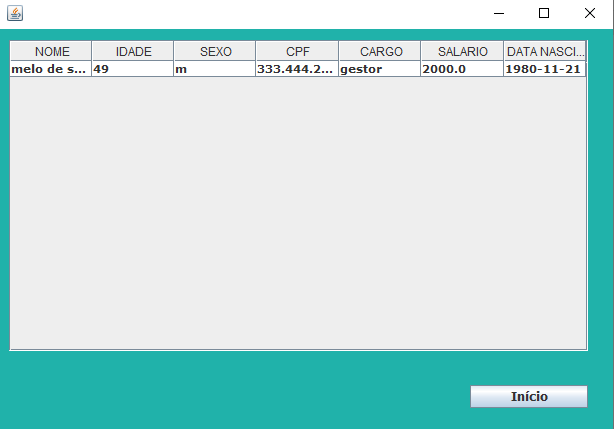 NOME IDADE SEXO CPF CARGO SALARIO DATA NASCI...
melo de s... 49 m 333.444.2... gestor 2000.0 1980-11-21
Início